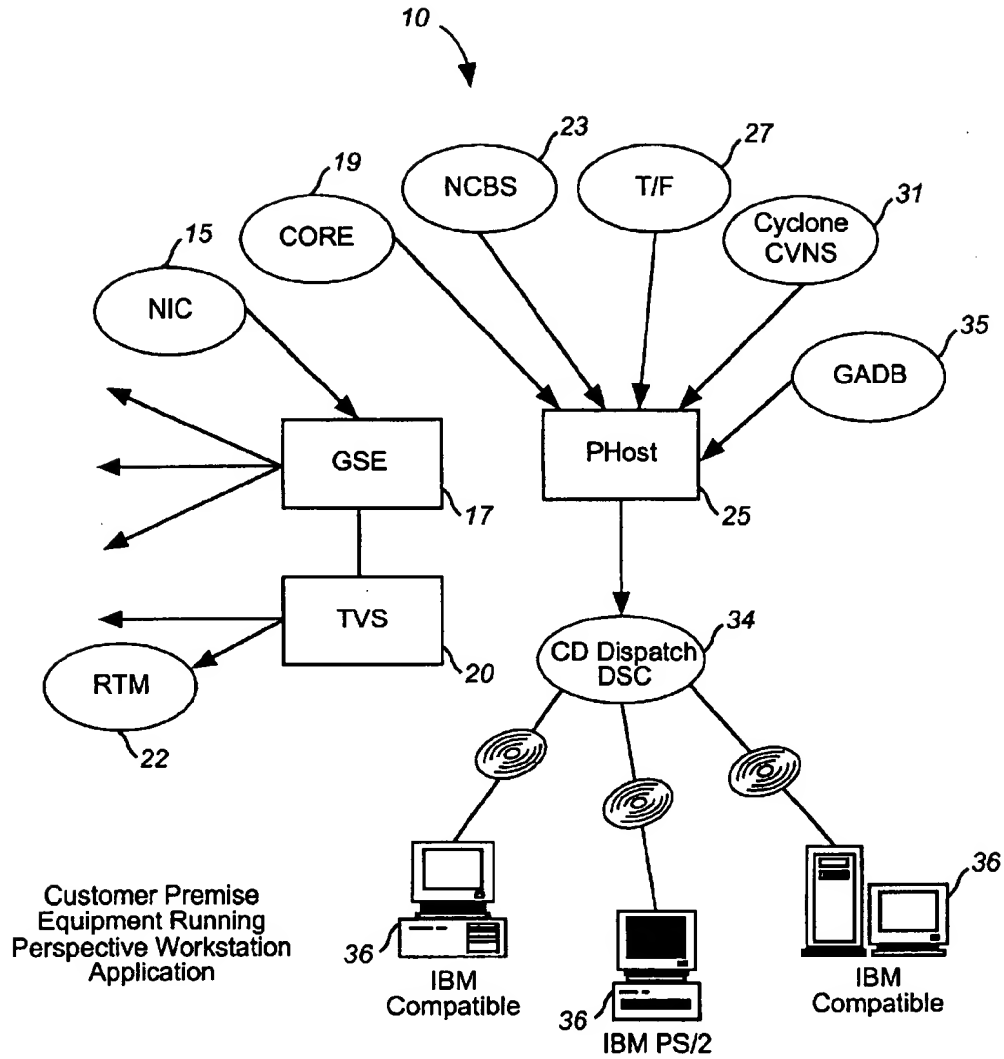 10
23
27
19
NCBS
T/F
31
15
CORE
Cyclone
CVNS
NIC
35
GADB
GSE
PHost
17
25
TVS
34
CD Dispatch
DSC
20
RTM
22
Customer Premise
Equipment Running
Perspective Workstation
Application
36
IBM
Compatible
36
IBM PS/2
36
IBM
Compatible